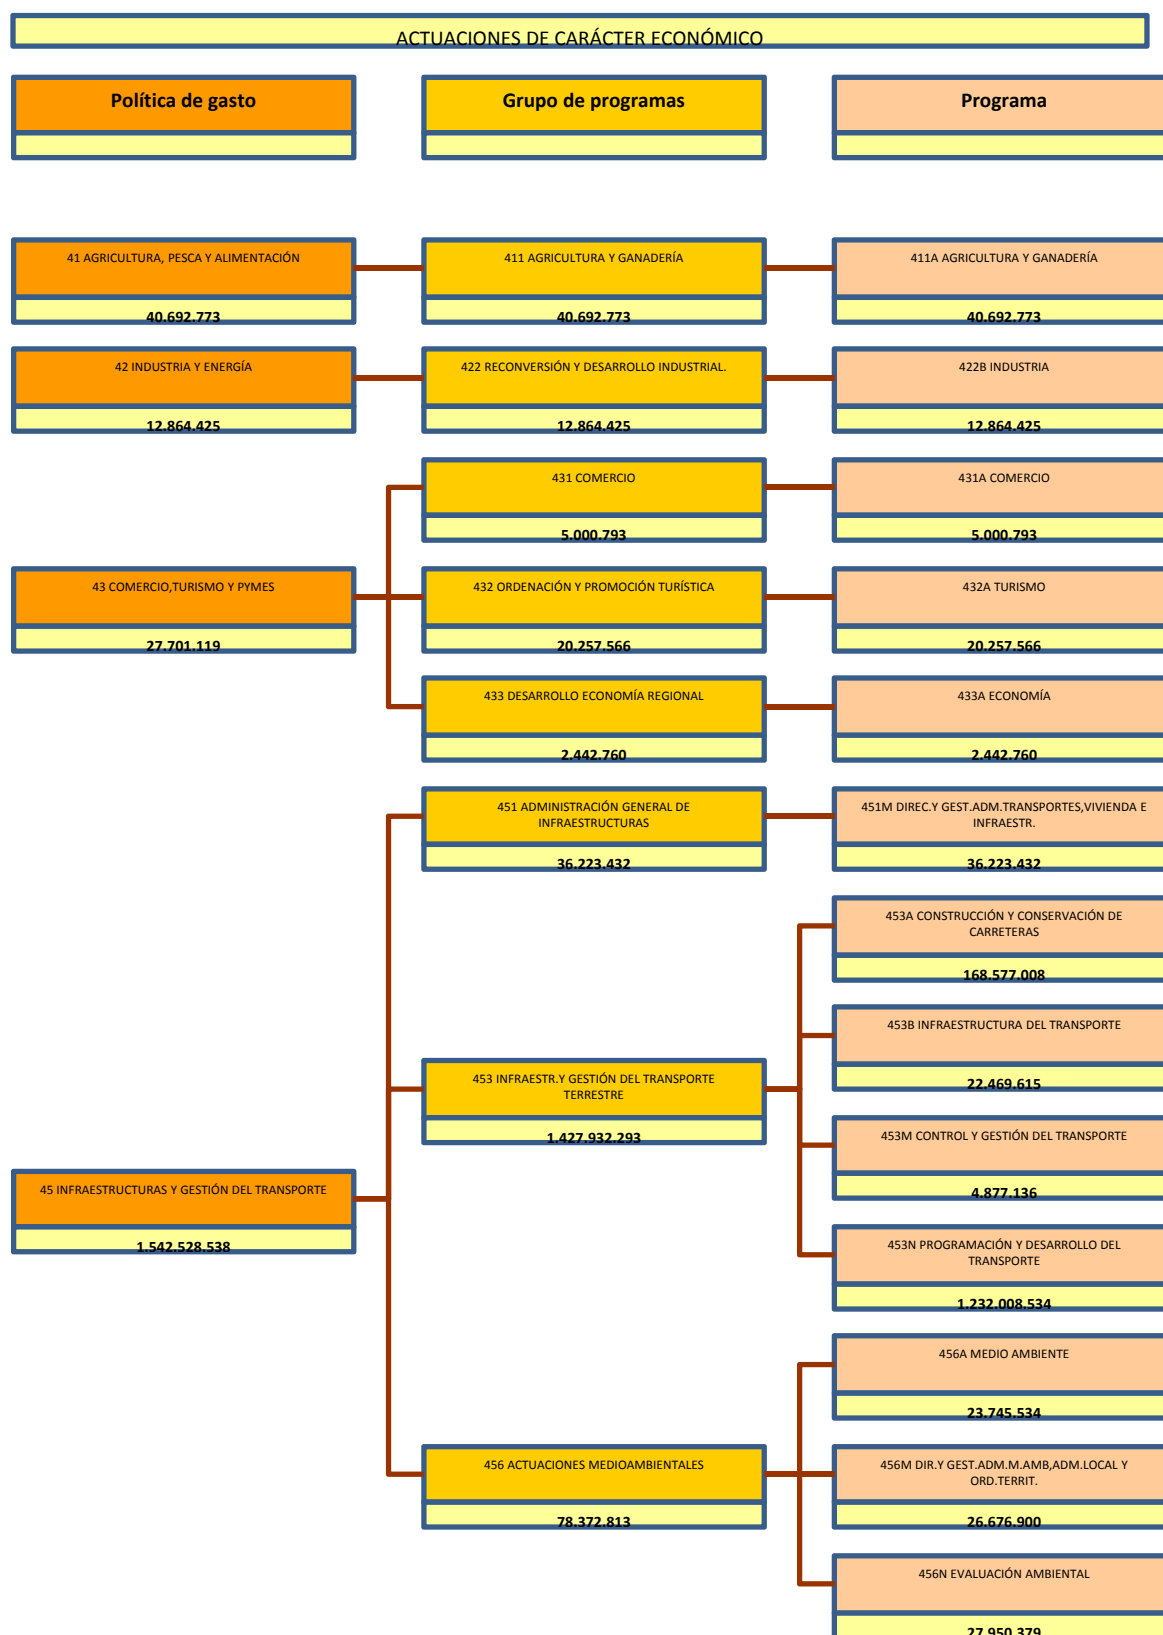 ACTUACIONES DE CARÁCTER ECONÓMICO
Política de gasto
Grupo de programas
Programa
41 AGRICULTURA, PESCA Y ALIMENTACIÓN
40.692.773
411 AGRICULTURA Y GANADERÍA
40.692.773
411A AGRICULTURA Y GANADERÍA
40.692.773
42 INDUSTRIA Y ENERGÍA
12.864.425
422 RECONVERSIÓN Y DESARROLLO INDUSTRIAL.
12.864.425
422B INDUSTRIA
12.864.425
431 COMERCIO
5.000.793
431A COMERCIO
5.000.793
43 COMERCIO,TURISMO Y PYMES
27.701.119
432 ORDENACIÓN Y PROMOCIÓN TURÍSTICA
20.257.566
432A TURISMO
20.257.566
433 DESARROLLO ECONOMÍA REGIONAL
2.442.760
433A ECONOMÍA
2.442.760
451 ADMINISTRACIÓN GENERAL DE
INFRAESTRUCTURAS
36.223.432
451M DIREC.Y GEST.ADM.TRANSPORTES,VIVIENDA E
INFRAESTR.
36.223.432
453A CONSTRUCCIÓN Y CONSERVACIÓN DE
CARRETERAS
168.577.008
453B INFRAESTRUCTURA DEL TRANSPORTE
22.469.615
453 INFRAESTR.Y GESTIÓN DEL TRANSPORTE
TERRESTRE
1.427.932.293
453M CONTROL Y GESTIÓN DEL TRANSPORTE
4.877.136
45 INFRAESTRUCTURAS Y GESTIÓN DEL TRANSPORTE
1.542.528.538
453N PROGRAMACIÓN Y DESARROLLO DEL
TRANSPORTE
1.232.008.534
456A MEDIO AMBIENTE
23.745.534
456 ACTUACIONES MEDIOAMBIENTALES
78.372.813
456M DIR.Y GEST.ADM.M.AMB,ADM.LOCAL Y
ORD.TERRIT.
26.676.900
456N EVALUACIÓN AMBIENTAL
27.950.379